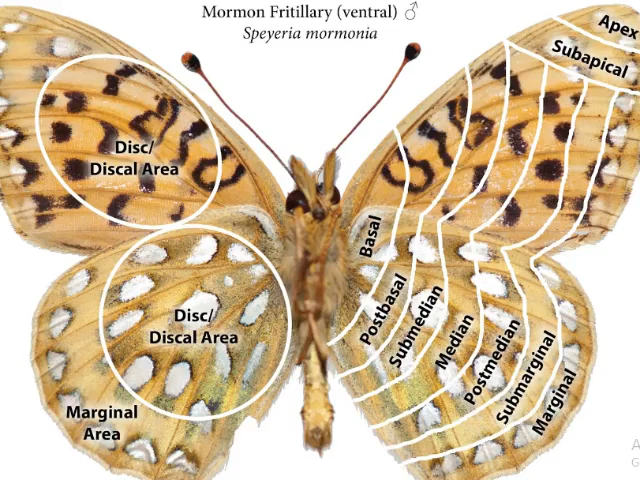 Mormon Fritillary (ventral) ♂
Speyeria mormonia
Apex
Subapical
Disc/
Discal Area
Basal
Postbasal
Submedian
Median
Postmedian
Submarginal
Marginal
Disc/
Discal Area
Marginal
Area